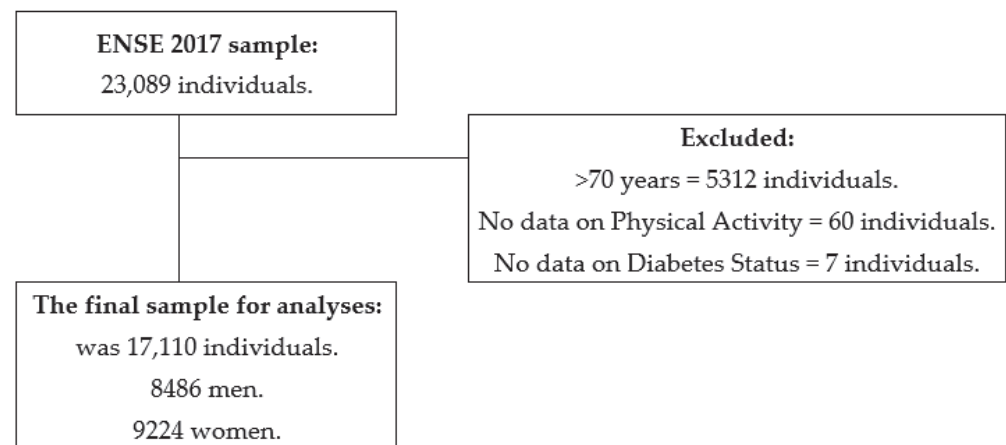 ENSE 2017 sample:
23,089 individuals.
Excluded:
>70 years = 5312 individuals.
No data on Physical Activity = 60 individuals.
No data on Diabetes Status = 7 individuals.
The final sample for analyses:
was 17,110 individuals.
8486 men.
9224 women.